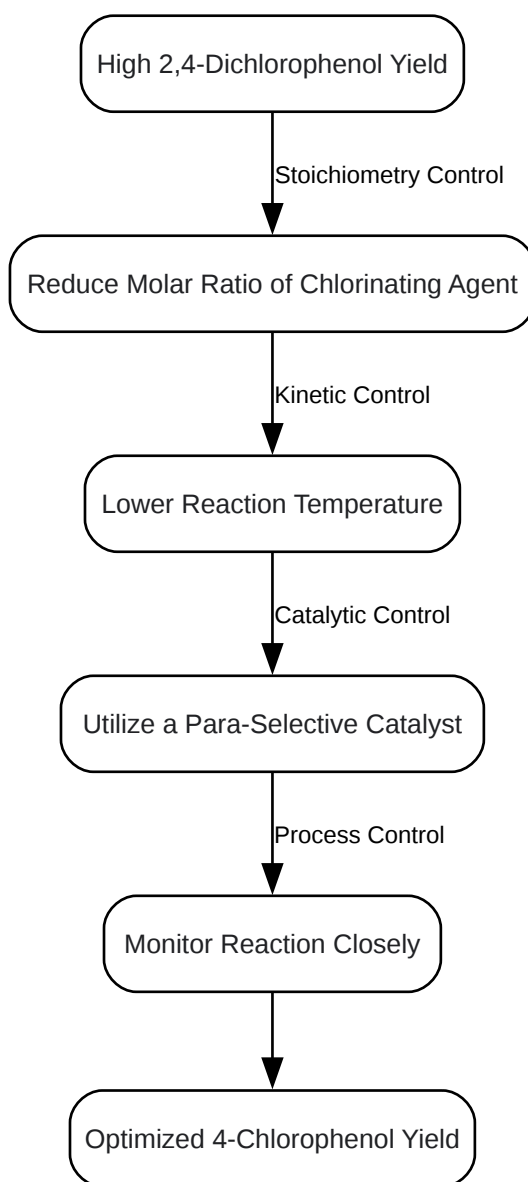 High 2,4-Dichlorophenol Yield
Stoichiometry Control
Reduce Molar Ratio of Chlorinating Agent
Kinetic Control
Lower Reaction Temperature
Catalytic Control
Utilize a Para-Selective Catalyst
Process Control
Monitor Reaction Closely
Optimized 4-Chlorophenol Yield